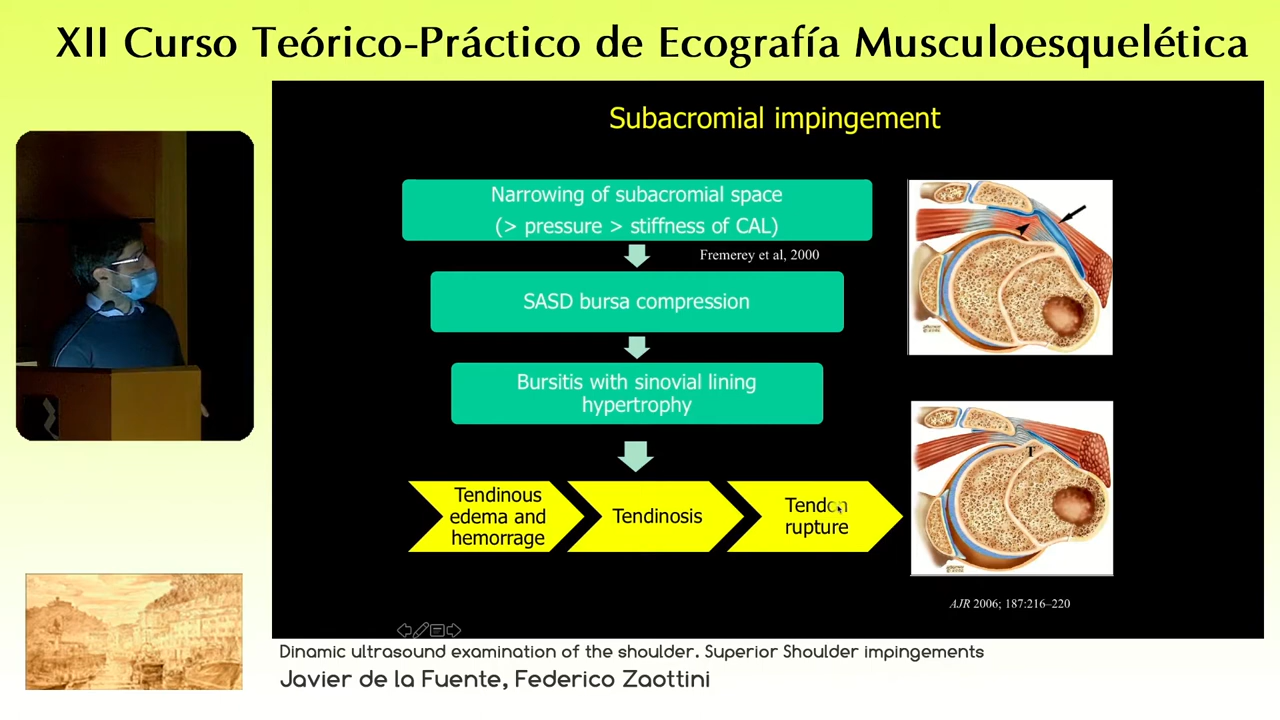 XII Curso Teórico-Práctico de Ecografía Musculoesquelética
Subacromial impingement
Narrowing of subacromial space
(> pressure > stiffness of CAL)
Fremerey et al, 2000
SASD bursa compression
Bursitis with sinovial lining
hypertrophy
Tendinous
edema and
hemorrage
Tendinosis
Tendon
rupture
T
AJR 2006; 187:216–220
Dinamic ultrasound examination of the shoulder. Superior Shoulder impingements
Javier de la Fuente, Federico Zaottini